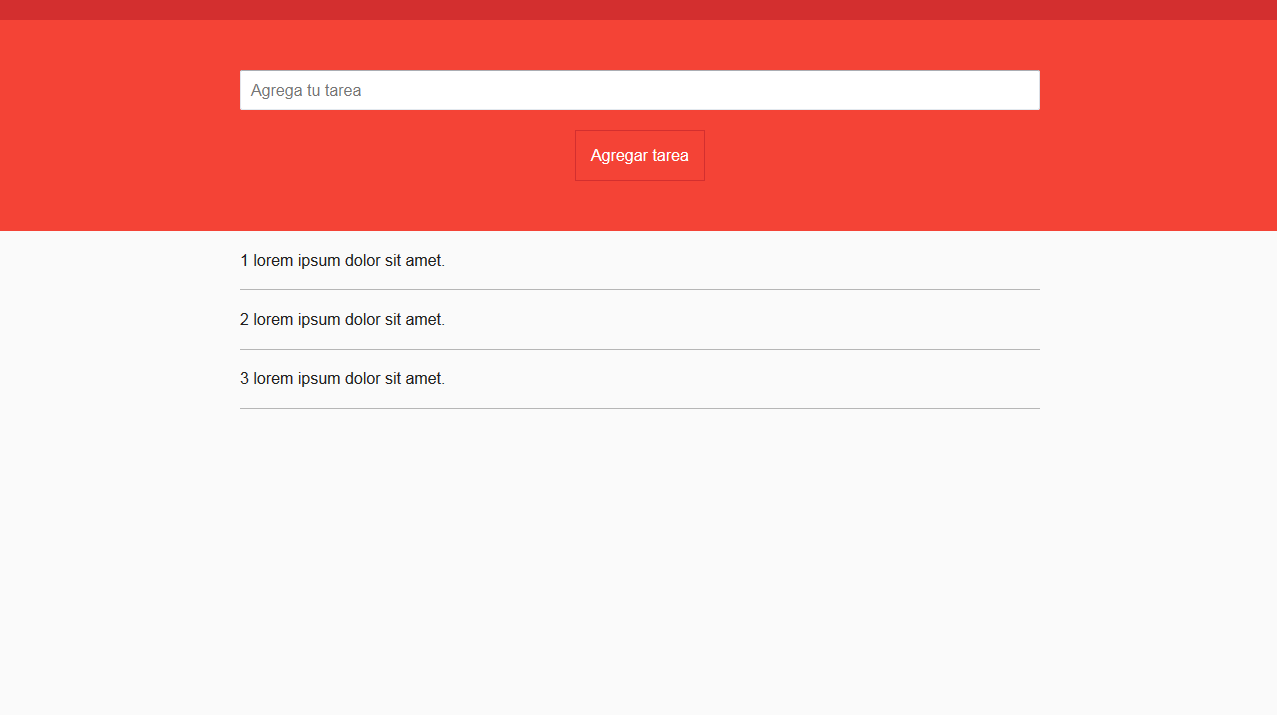 Agrega tu tarea
Agregar tarea
1 lorem ipsum dolor sit amet.
2 lorem ipsum dolor sit amet.
3 lorem ipsum dolor sit amet.